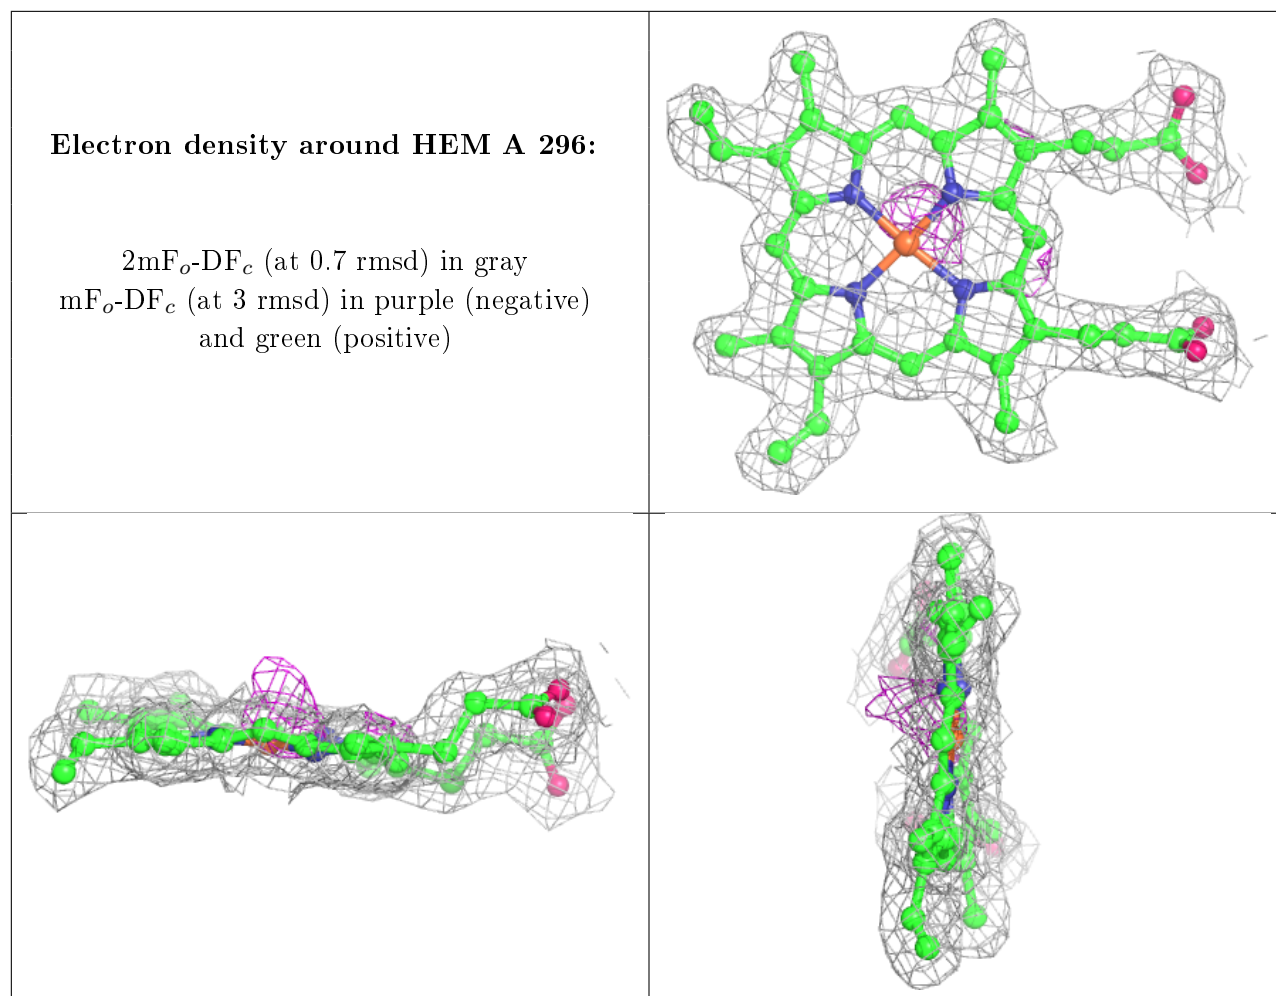 Electron density around HEM A 296:
2mFₒ-DF𝒸 (at 0.7 rmsd) in gray
mFₒ-DF𝒸 (at 3 rmsd) in purple (negative)
and green (positive)